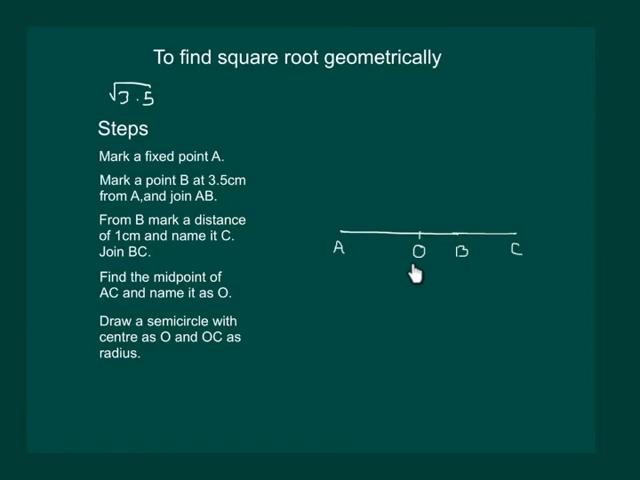 To find square root geometrically
√3.5
Steps
Mark a fixed point A.
Mark a point B at 3.5cm
from A,and join AB.
From B mark a distance
of 1cm and name it C.
Join BC.
Find the midpoint of
AC and name it as O.
Draw a semicircle with
centre as O and OC as
radius.
A O B C